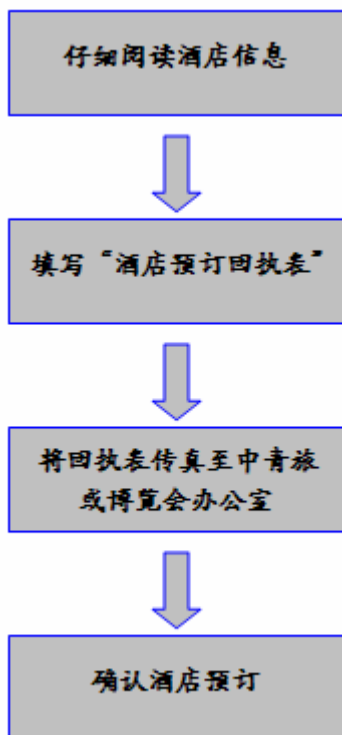 仔细阅读酒店信息
填写“酒店预订回执表”
将回执表传真至中青旅
或博览会办公室
确认酒店预订